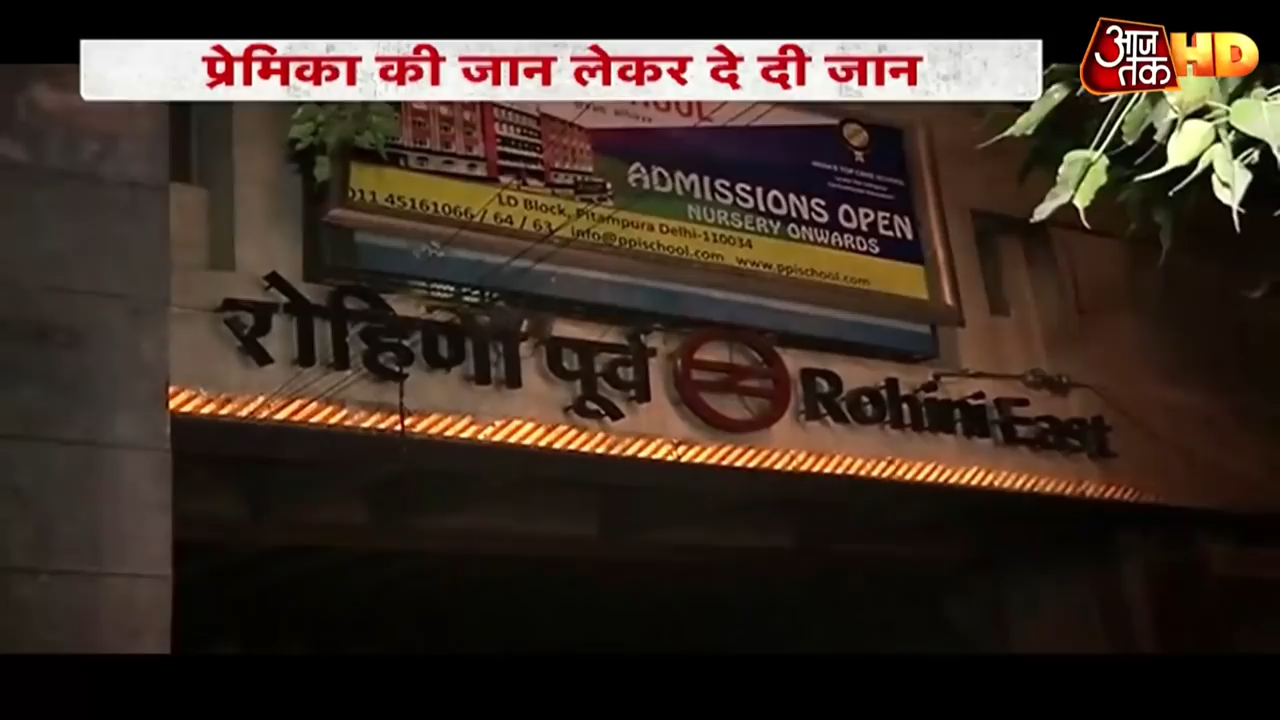 प्रेमिका की जान लेकर दे दी जान
आज तक HD
ADMISSIONS OPEN
NURSERY ONWARDS
LD Block, Pitampura Delhi-110034
011 45161066 / 64 / 63 info@ppischool.com www.ppischool.com
रोहिणी पूर्व Rohini East